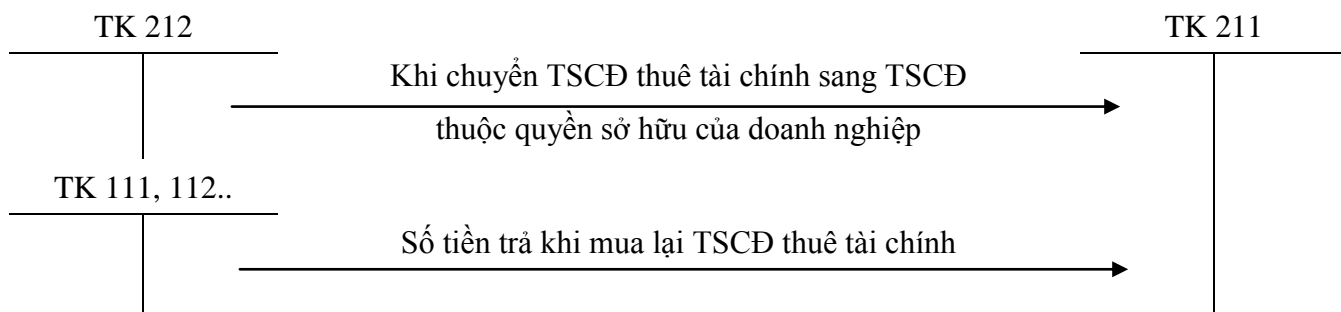 TK 212
TK 211
Khi chuyển TSCĐ thuê tài chính sang TSCĐ
thuộc quyền sở hữu của doanh nghiệp
TK 111, 112..
Số tiền trả khi mua lại TSCĐ thuê tài chính